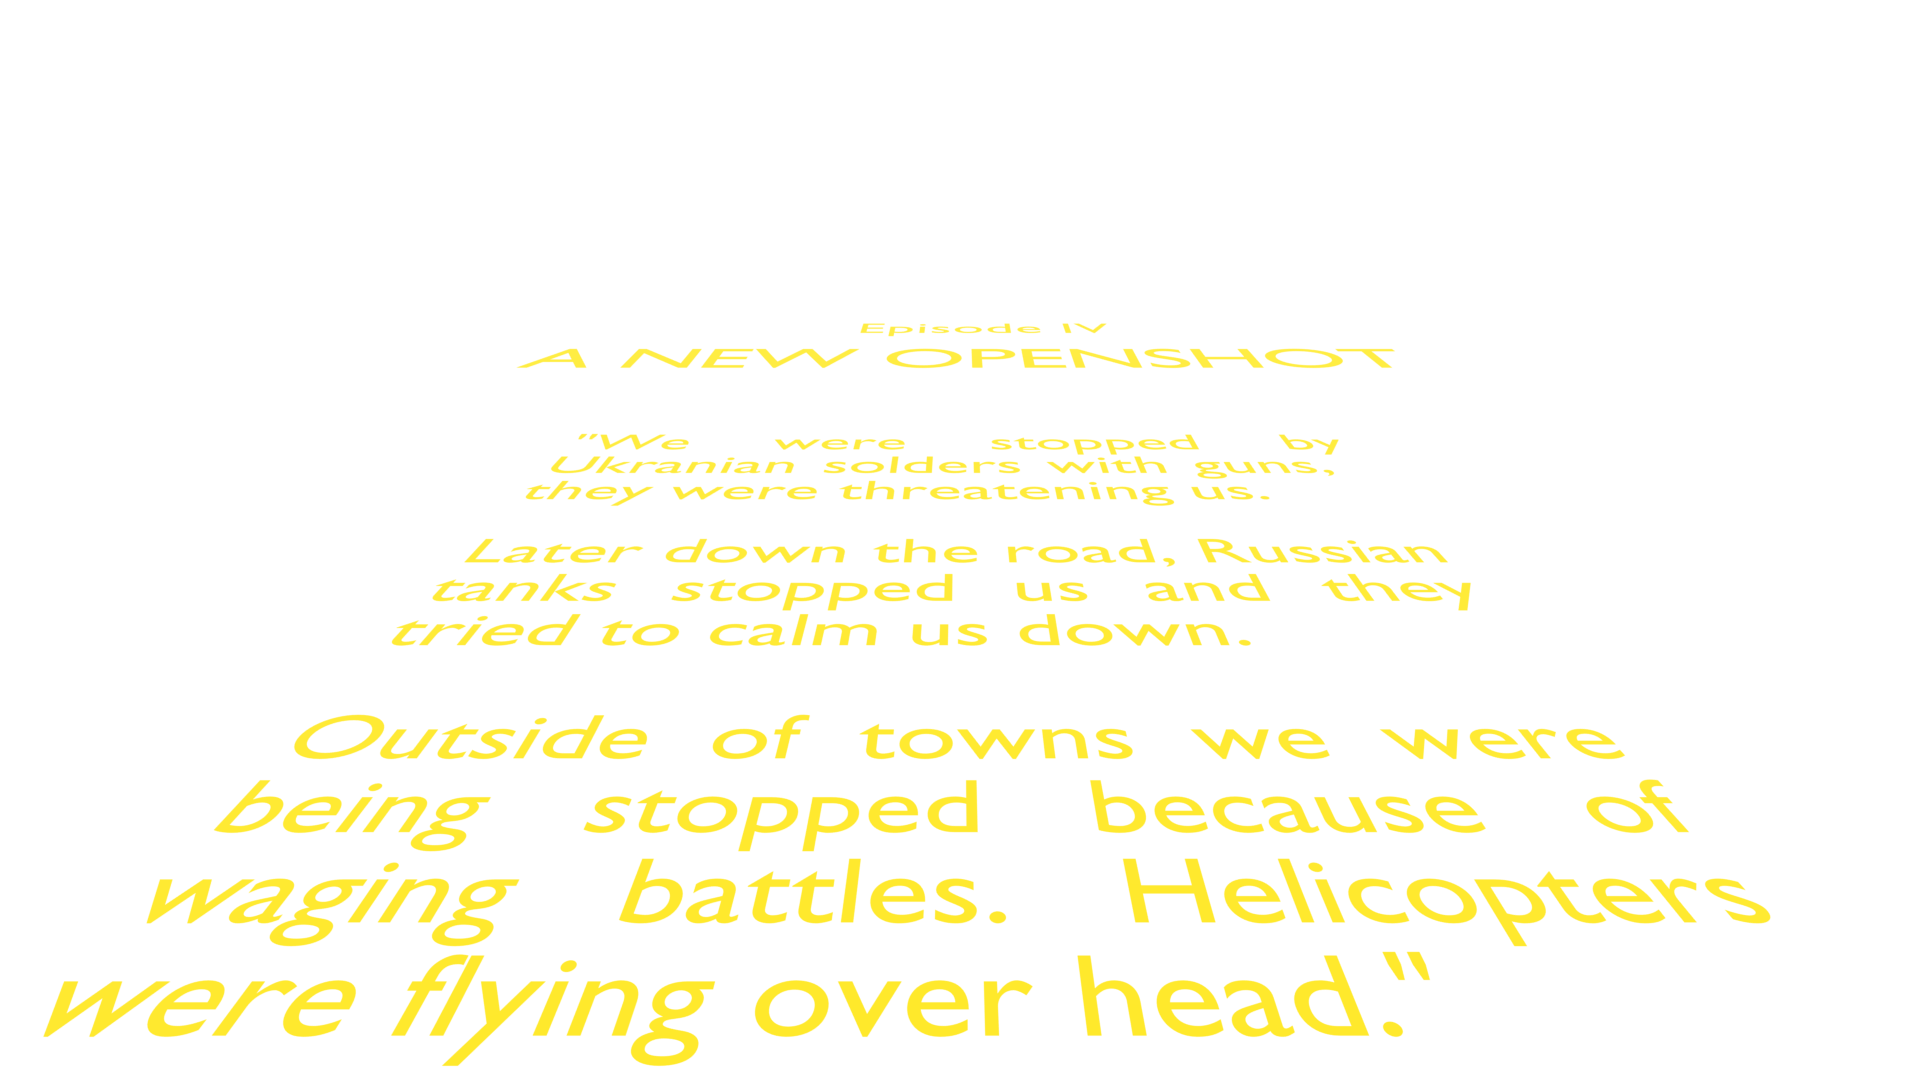 Episode IV
A NEW OPENSHOT
"We were stopped by
Ukranian solders with guns,
they were threatening us.
Later down the road, Russian
tanks stopped us and they
tried to calm us down.
Outside of towns we were
being stopped because of
waging battles. Helicopters
were flying over head."